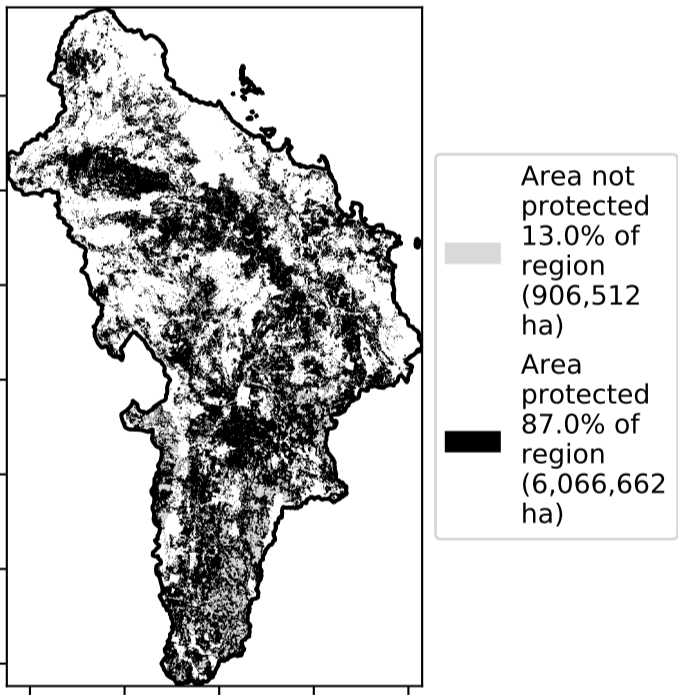 Area not
protected
13.0% of
region
(906,512
ha)
Area
protected
87.0% of
region
(6,066,662
ha)